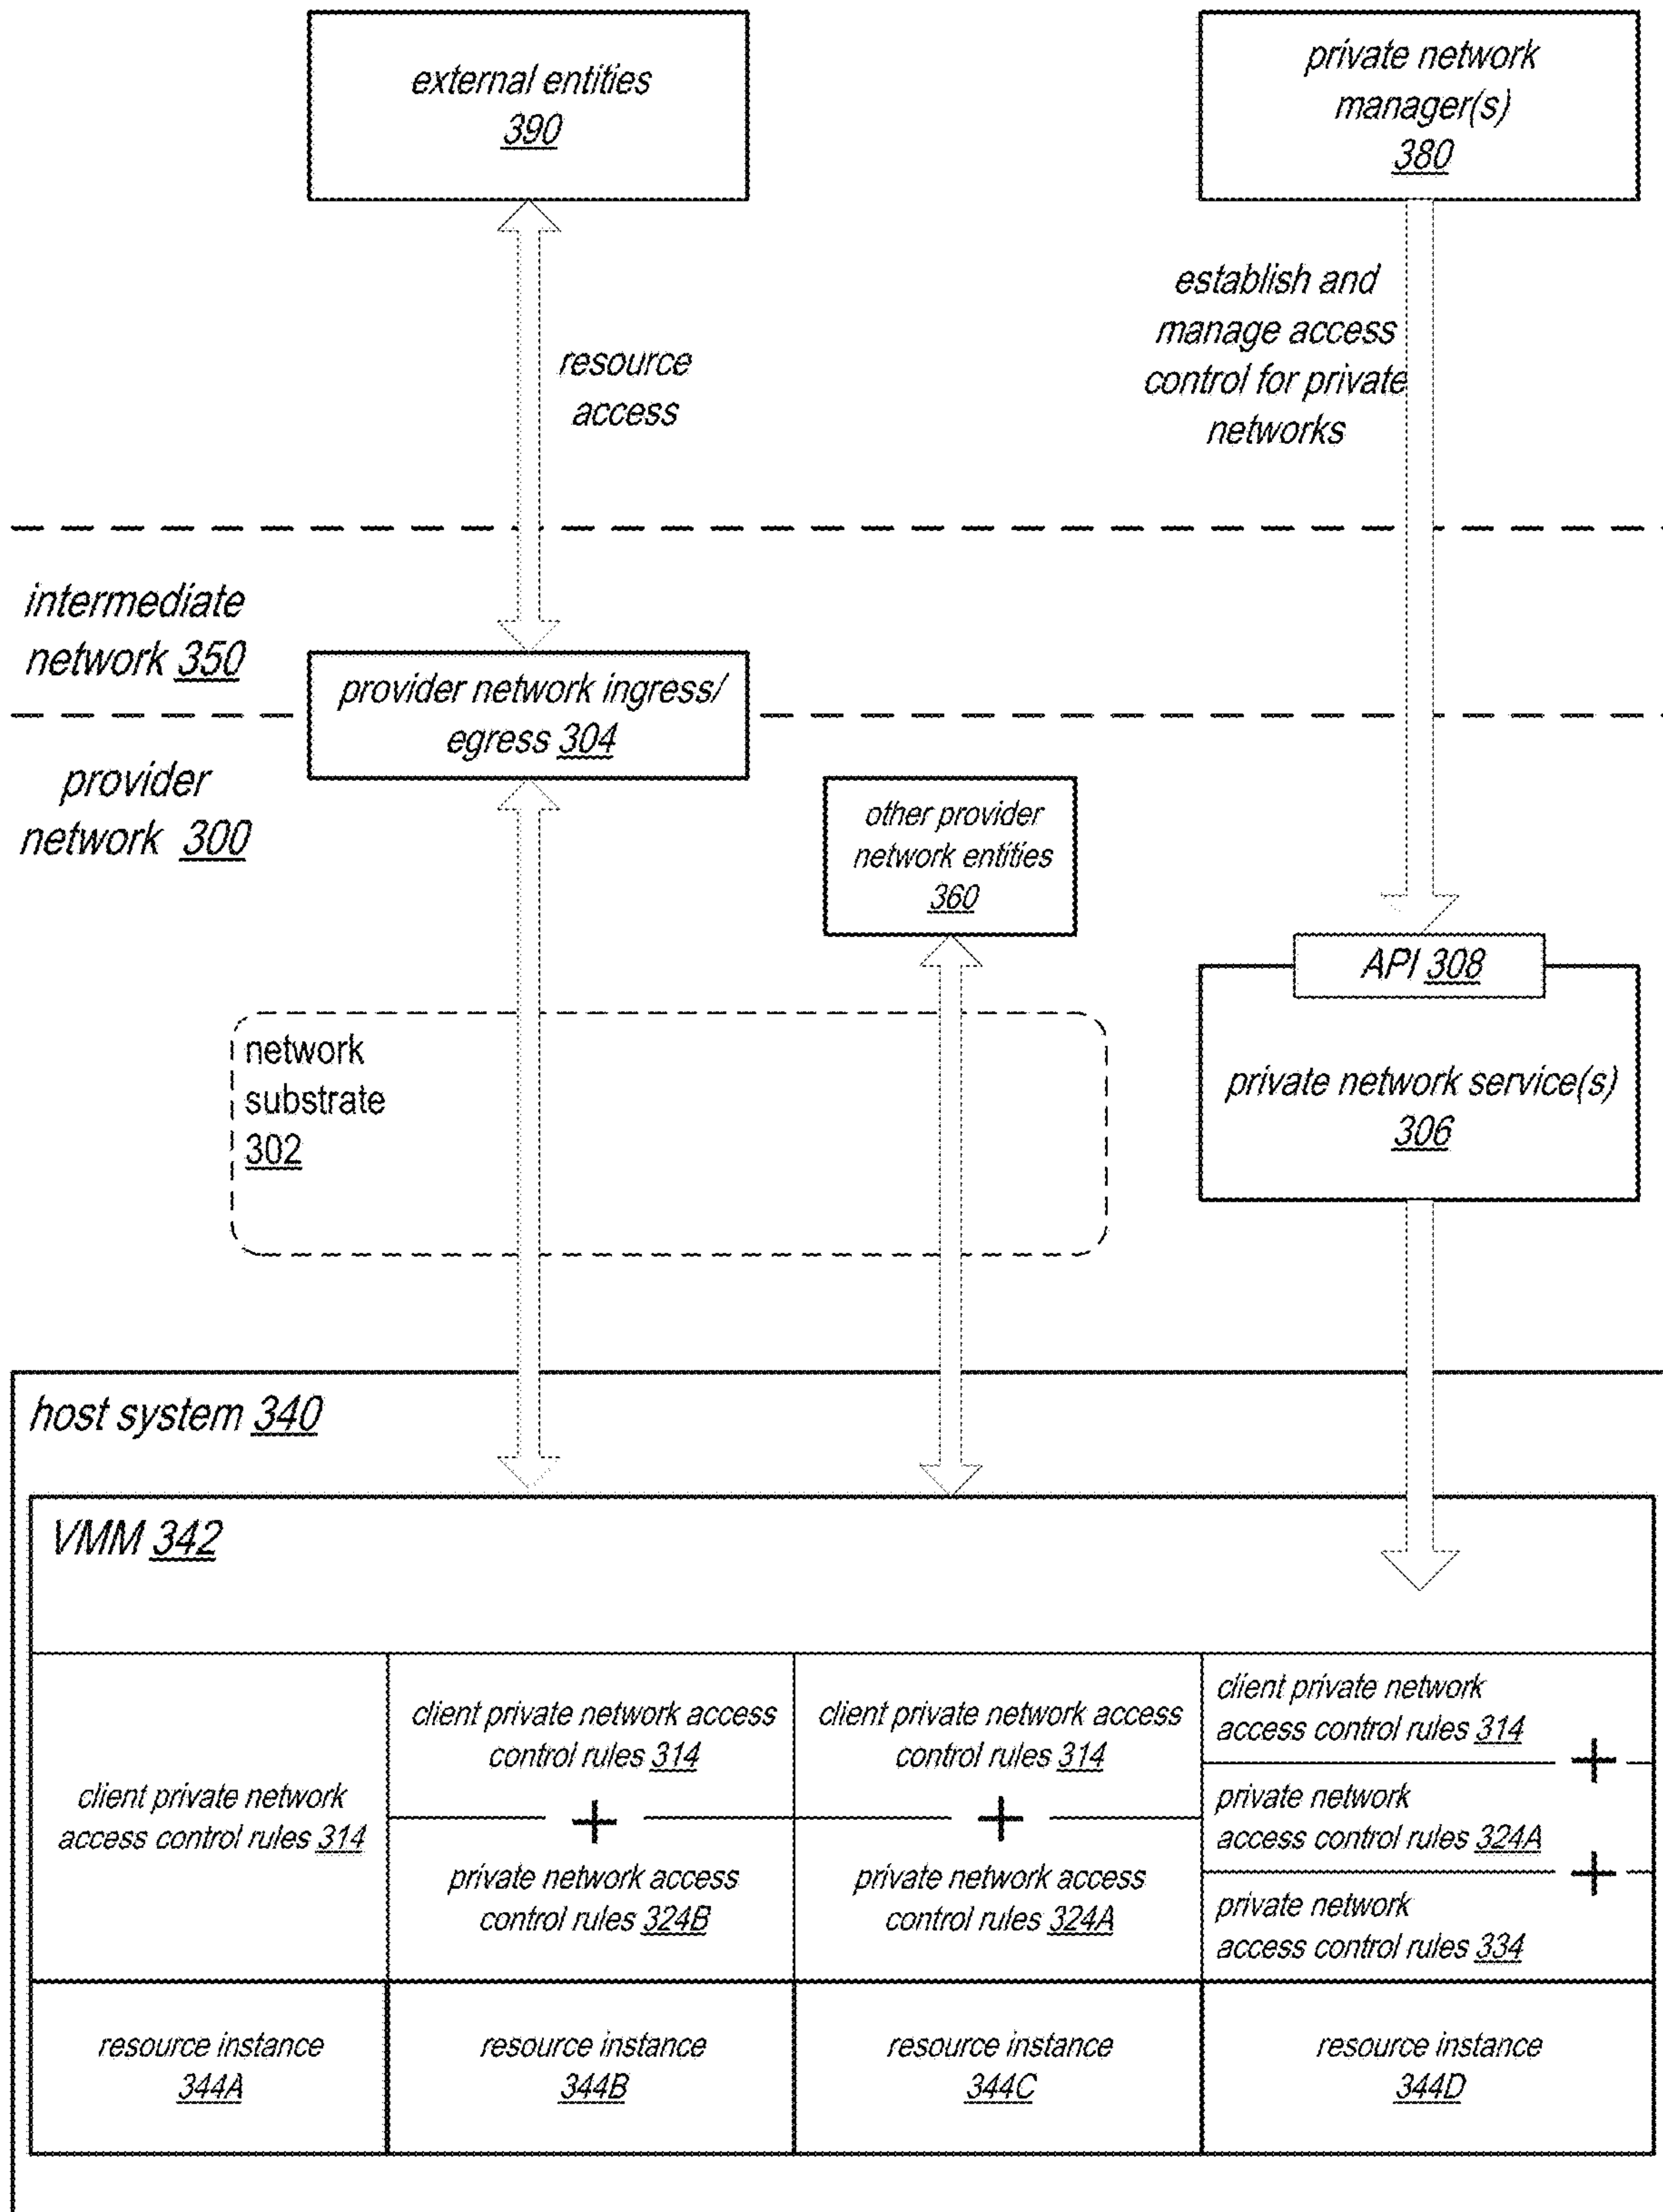 external entities
390
private network
manager(s)
380
establish and
manage access
control for private
networks
resource
access
intermediate
network 350
provider network ingress/
egress 304
provider
network 300
other provider
network entities
360
API 308
network
substrate
302
private network service(s)
306
host system 340
VMM 342
client private network
access control rules 314
client private network access
control rules 314
+
private network access
control rules 324B
client private network access
control rules 314
+
private network access
control rules 324A
client private network
access control rules 314
+
private network
access control rules 324A
+
private network
access control rules 334
resource instance
344A
resource instance
344B
resource instance
344C
resource instance
344D